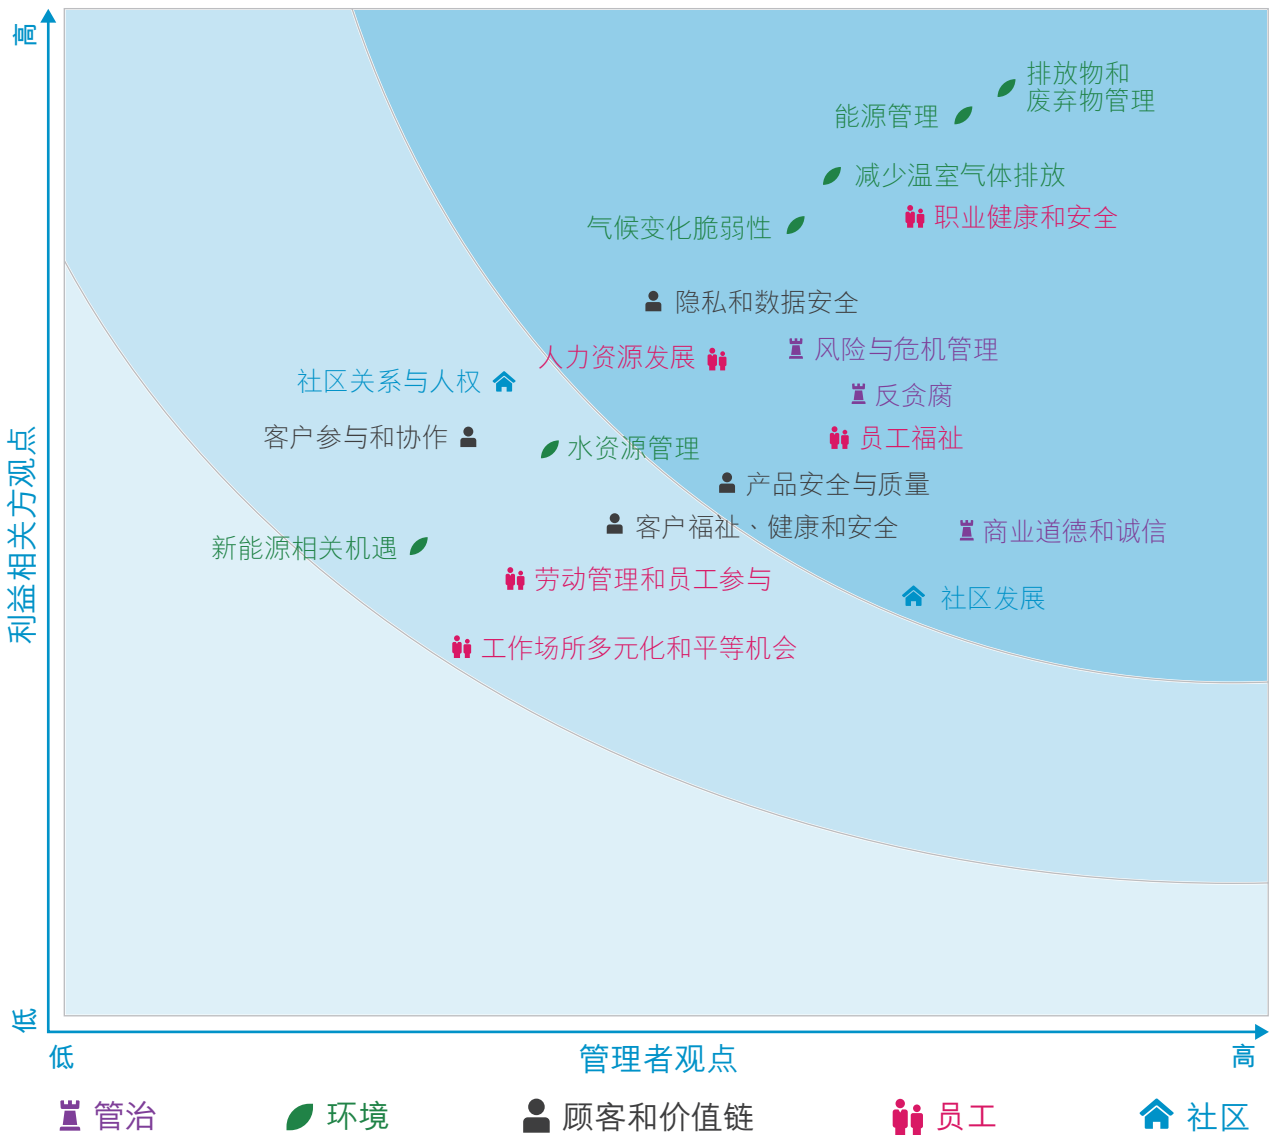 高
排放物和
废弃物管理
能源管理
减少温室气体排放
职业健康和安全
气候变化脆弱性
隐私和数据安全
风险与危机管理
人力资源发展
社区关系与人权
反贪腐
客户参与和协作
员工福祉
水资源管理
产品安全与质量
客户福祉、健康和安全
商业道德和诚信
新能源相关机遇
劳动管理和员工参与
社区发展
工作场所多元化和平等机会
利益相关方观点
低
低
管理者观点
高
管治
环境
顾客和价值链
员工
社区